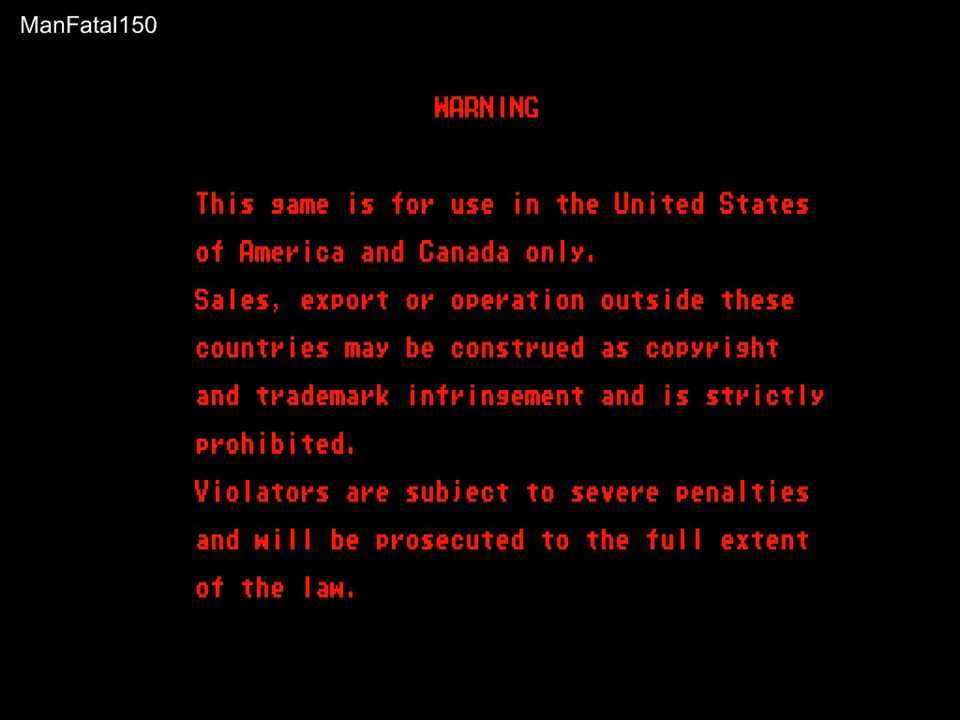 ManFatal150
WARNING
This game is for use in the United States
of America and Canada only.
Sales, export or operation outside these
countries may be construed as copyright
and trademark infringement and is strictly
prohibited.
Violators are subject to severe penalties
and will be prosecuted to the full extent
of the law.